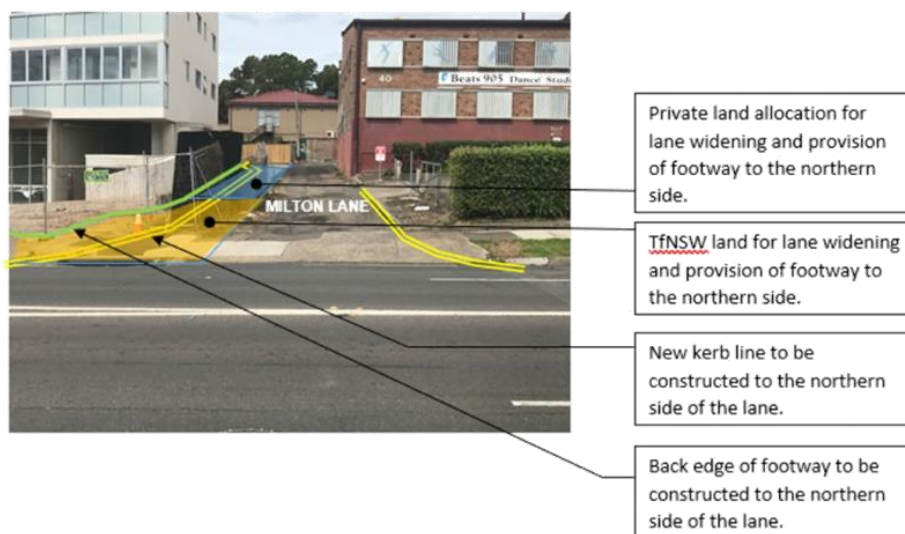 40
Beats 905 Dance Studi
MILTON LANE
Private land allocation for
lane widening and provision
of footway to the northern
side.
TfNSW land for lane widening
and provision of footway to
the northern side.
New kerb line to be
constructed to the northern
side of the lane.
Back edge of footway to be
constructed to the northern
side of the lane.